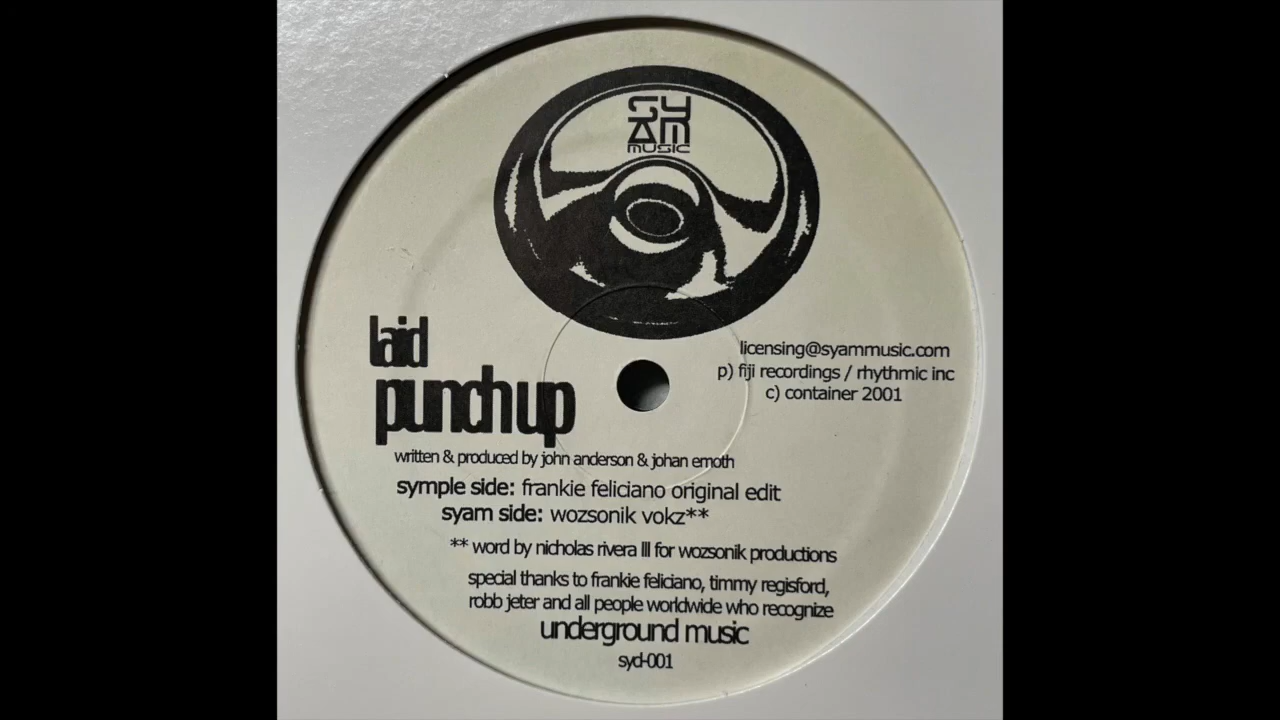 SY
AM
MUSIC
laid
punch up
licensing@syammusic.com
p) fiji recordings / rhythmic inc
c) container 2001
written & produced by john anderson & johan emoth
symple side: frankie feliciano original edit
syam side: wozsonik vokz**
** word by nicholas rivera III for wozsonik productions
special thanks to frankie feliciano, timmy regisford,
robb jeter and all people worldwide who recognize
underground music
syd-001